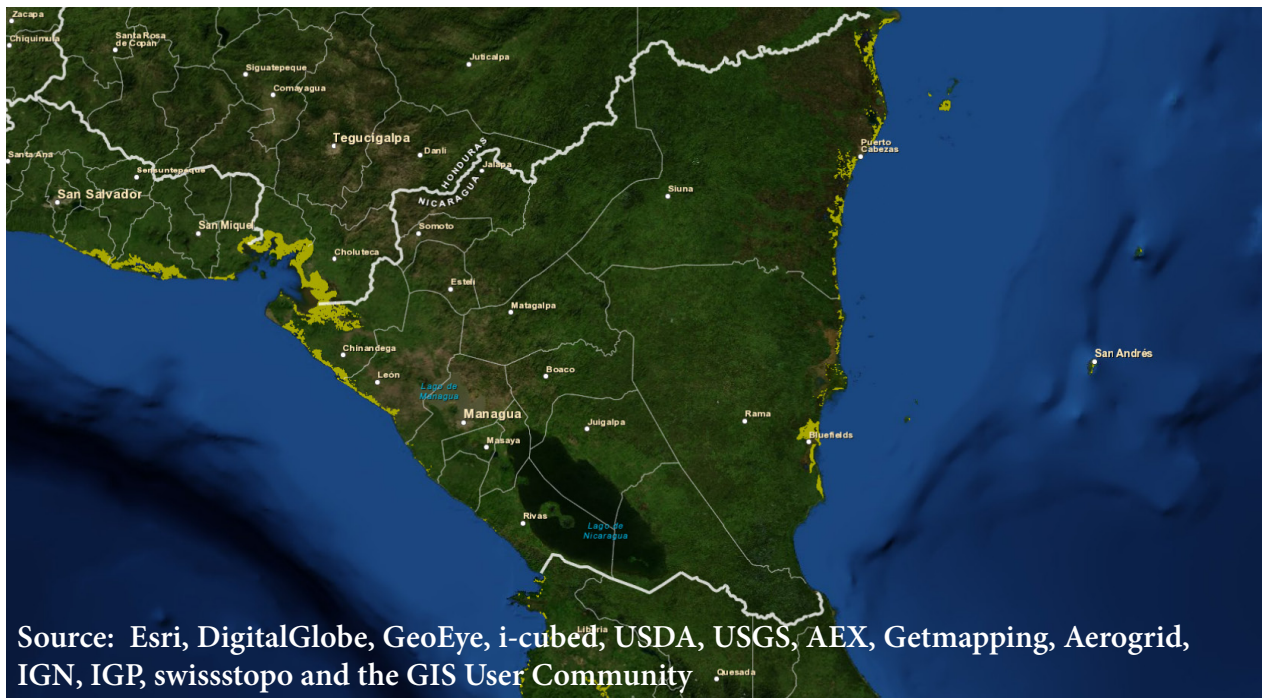 Zacapa
Chiquimula
Santa Rosa
de Copán
Siguatepeque
Comayagua
Juticalpa
Tegucigalpa
Danlí
HONDURAS
NICARAGUA
Jalapa
Puerto
Cabezas
Santa Ana
Sensuntepeque
San Salvador
San Miquel
Siuna
Somoto
Choluteca
Estelí
Matagalpa
Chinandega
León
Lago de
Managua
Boaco
San Andrés
Managua
Masaya
Juigalpa
Rama
Bluefields
Rivas
Lago de
Nicaragua
Liberia
Quesada
Source: Esri, DigitalGlobe, GeoEye, i-cubed, USDA, USGS, AEX, Getmapping, Aerogrid,
IGN, IGP, swissstopo and the GIS User Community